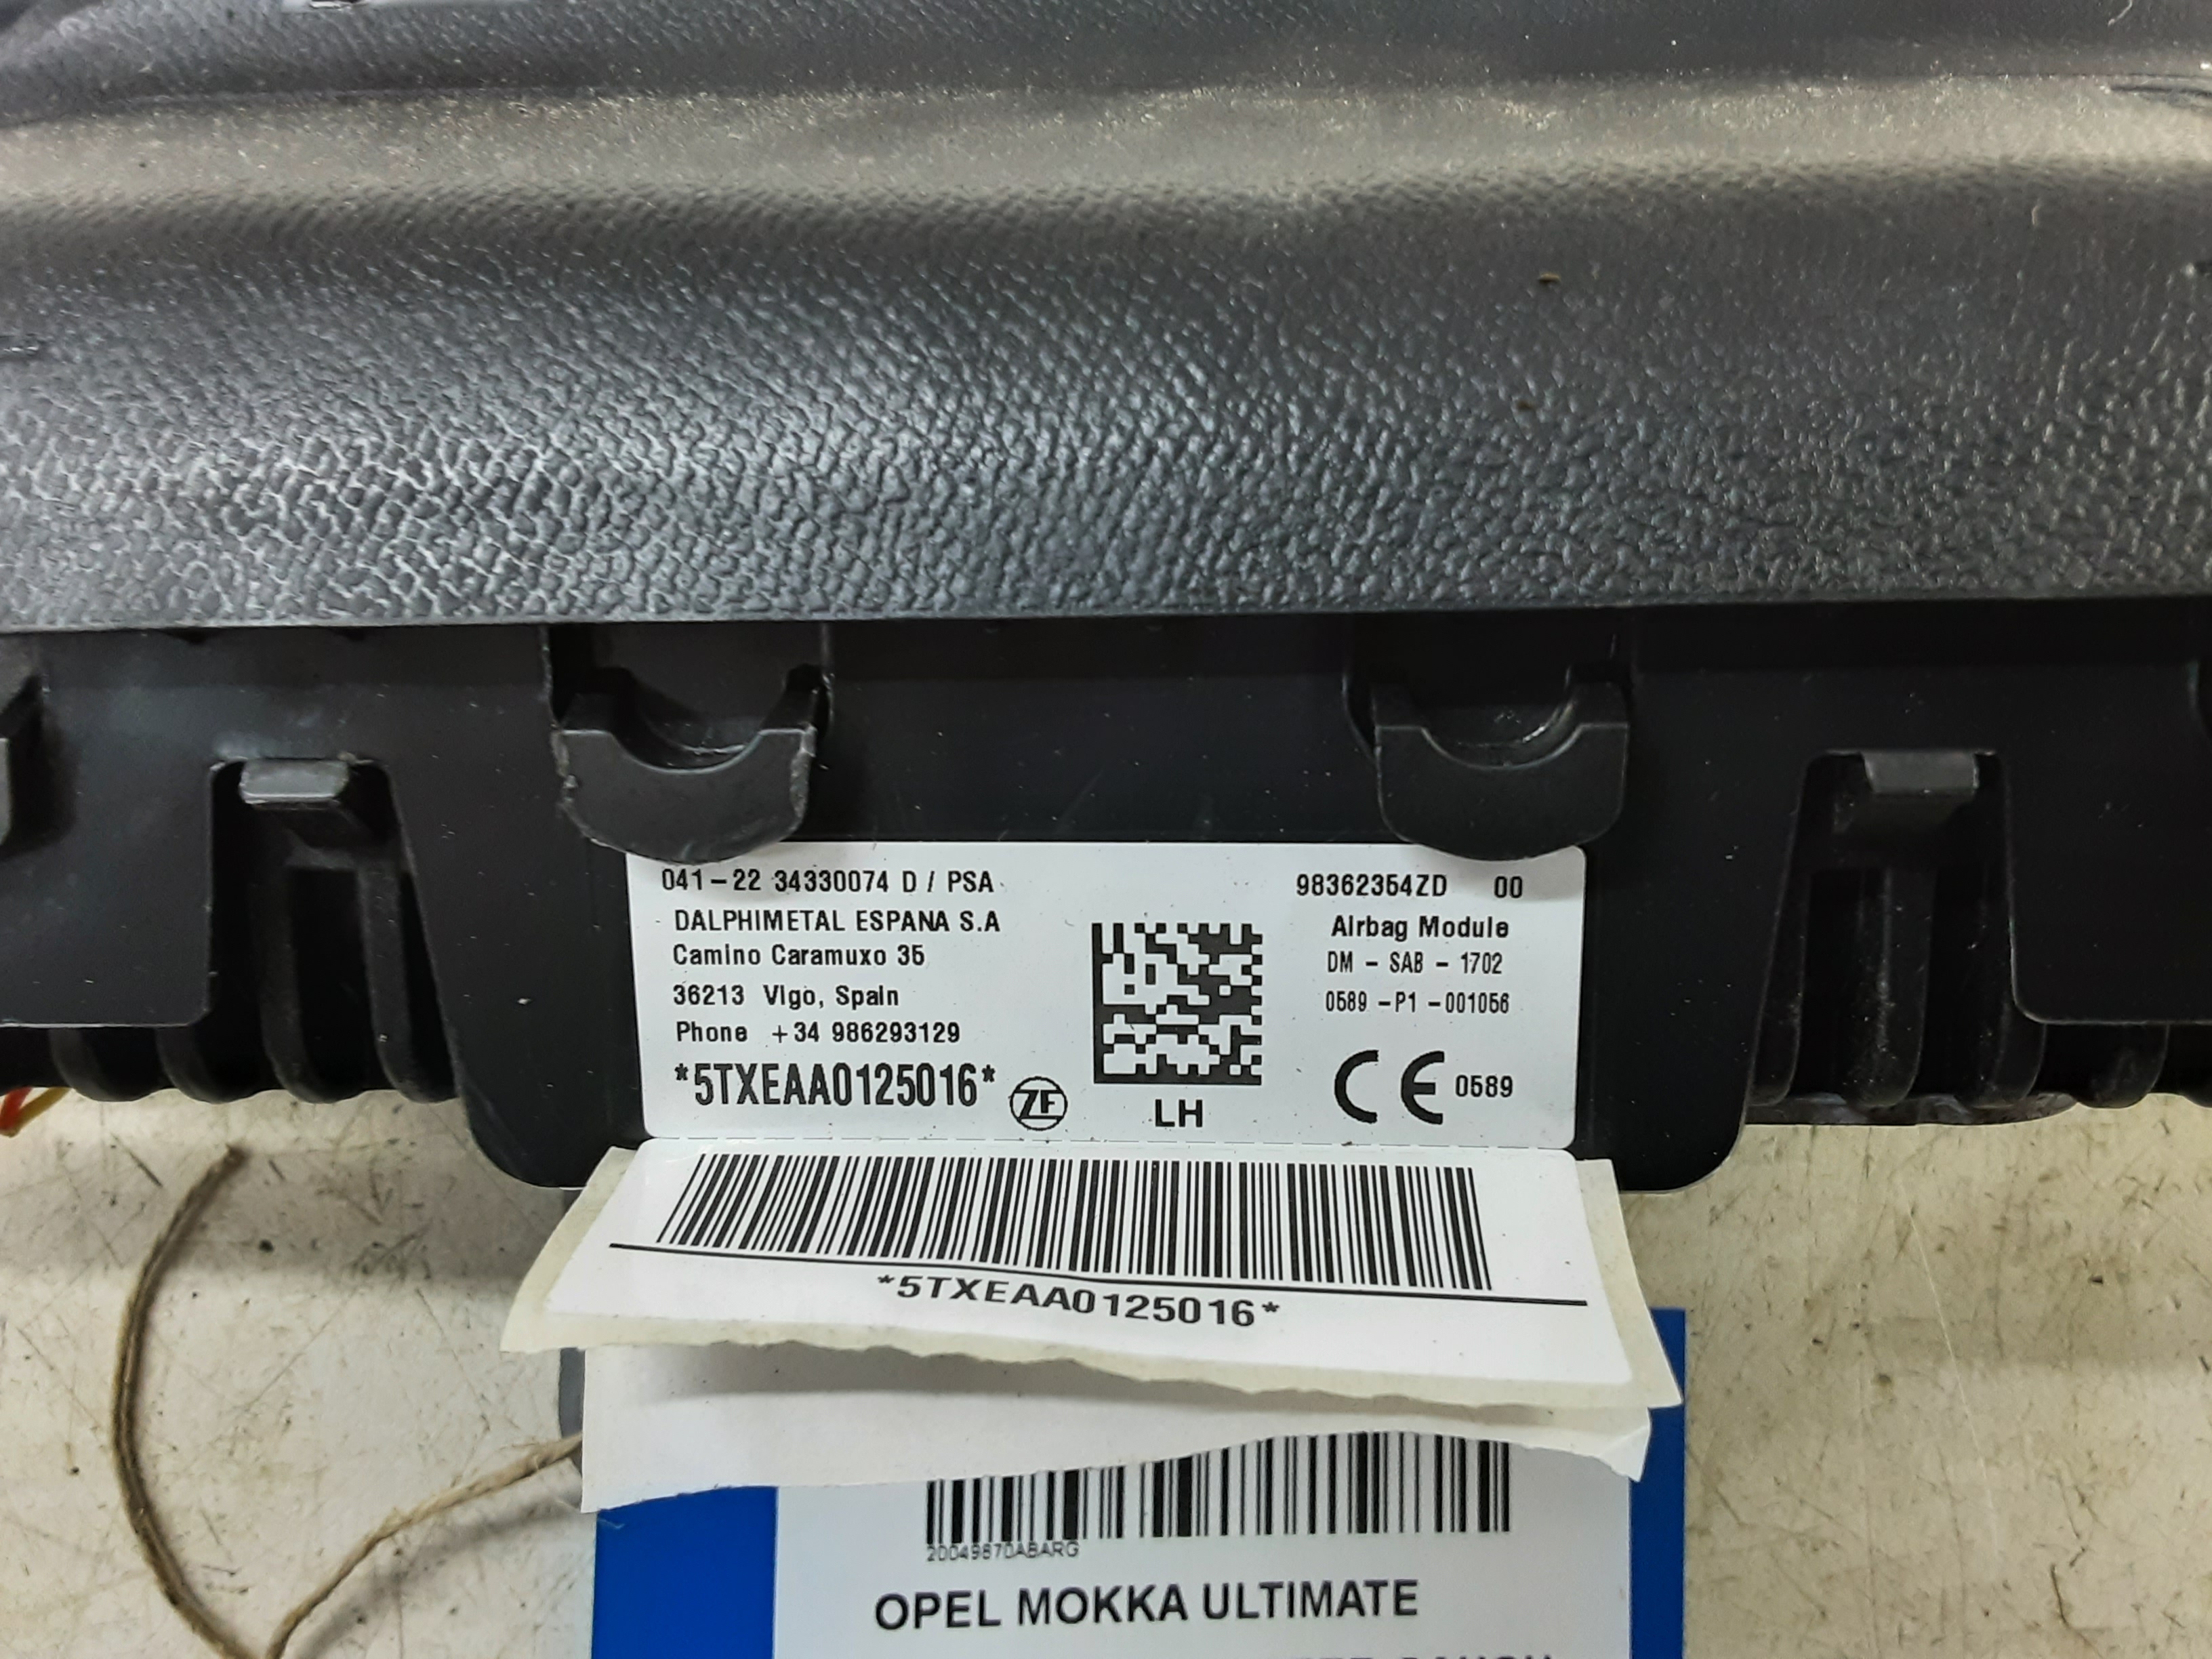 041-22 34330074 D / PSA
DALPHIMETAL ESPANA S.A
Camino Caramuxo 35
36213 Vigo, Spain
Phone +34 986293129
*5TXEAA0125016*
ZF
LH
98362354ZD 00
Airbag Module
DM - SAB - 1702
0589 -P1 -001056
CE 0589
*5TXEAA0125016*
20049870ABARG
OPEL MOKKA ULTIMATE